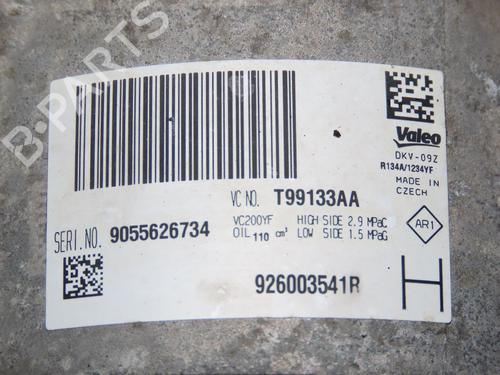 B-PARTS
Valeo
DKV-09Z
R134A/1234YF
MADE IN
CZECH
VC NO. T99133AA
SERI.NO. 9055626734
VC200YF HIGH SIDE 2.9 MPaG
OIL 110 cm³ LOW SIDE 1.5 MPaG
AR1
926003541R
H